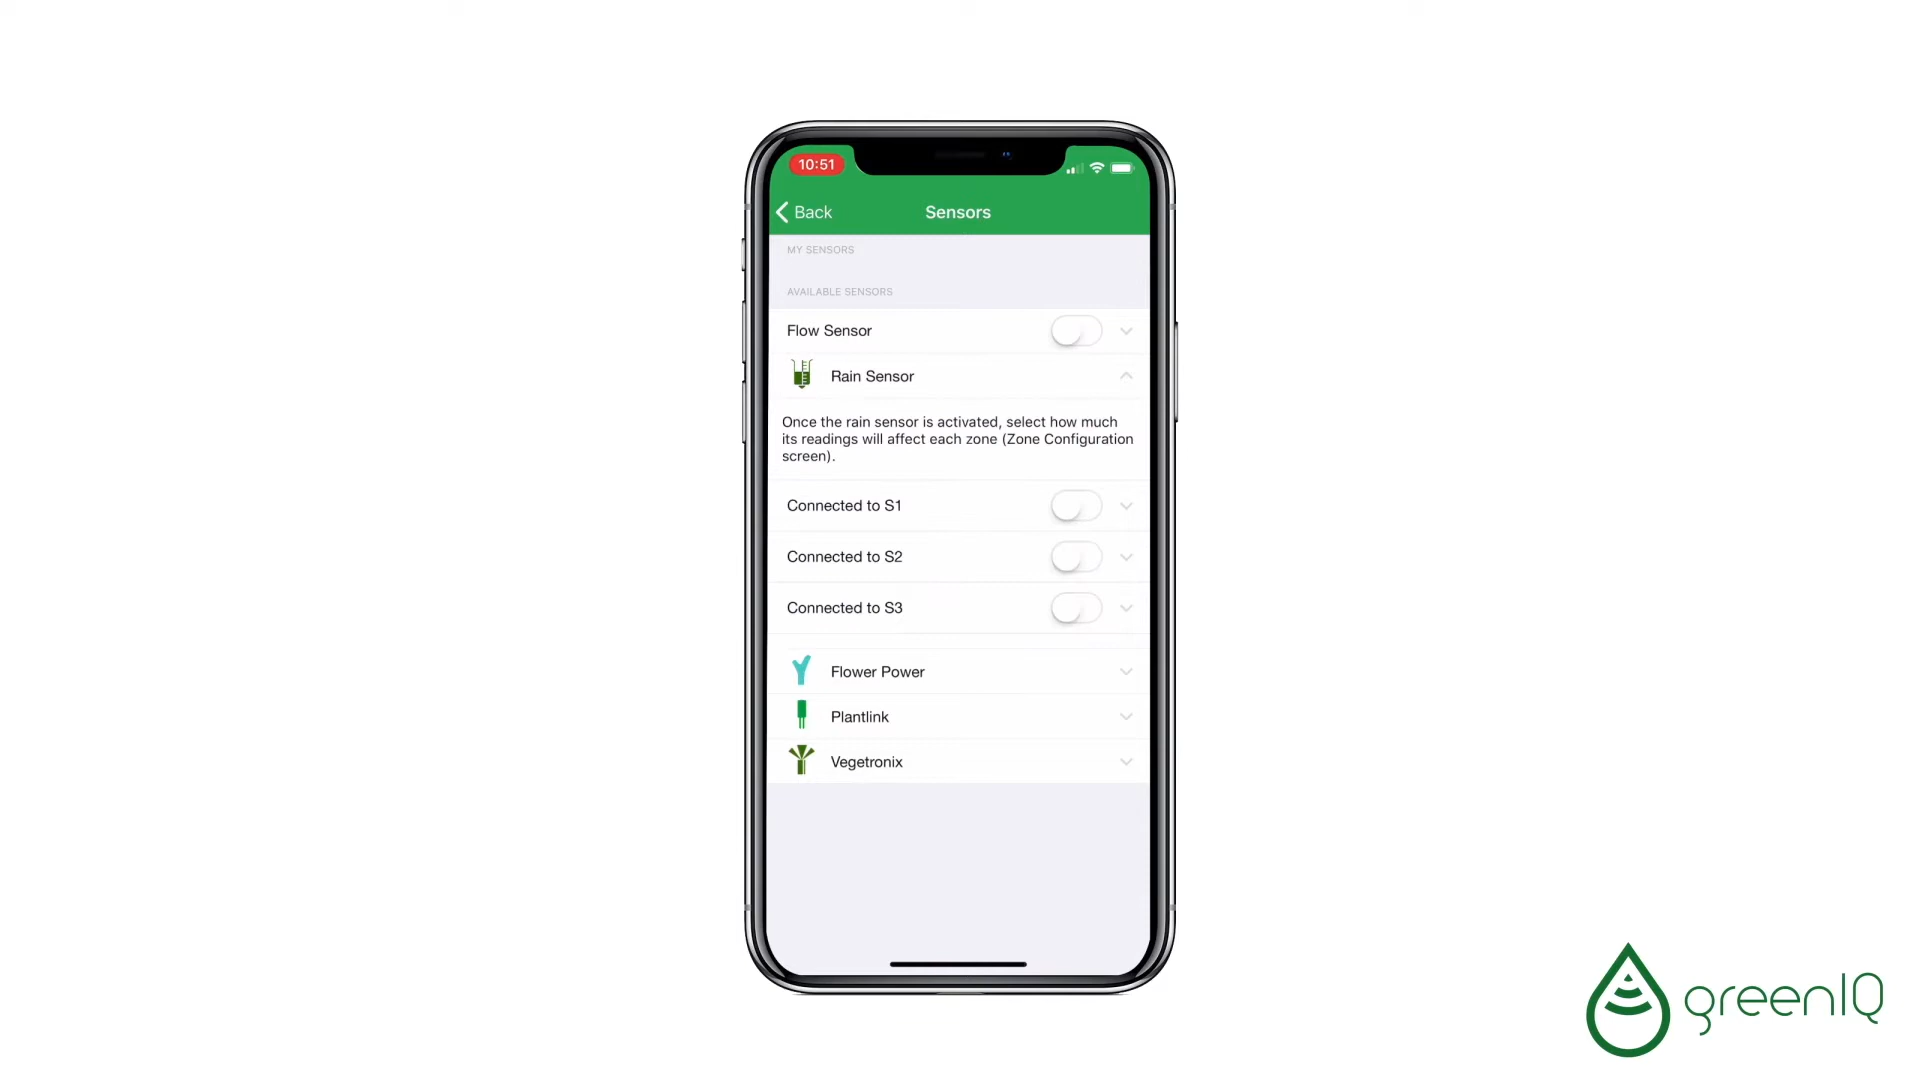 10:51
Back
Sensors
MY SENSORS
AVAILABLE SENSORS
Flow Sensor
Rain Sensor
Once the rain sensor is activated, select how much
its readings will affect each zone (Zone Configuration
screen).
Connected to S1
Connected to S2
Connected to S3
Flower Power
Plantlink
Vegetronix
greenIQ